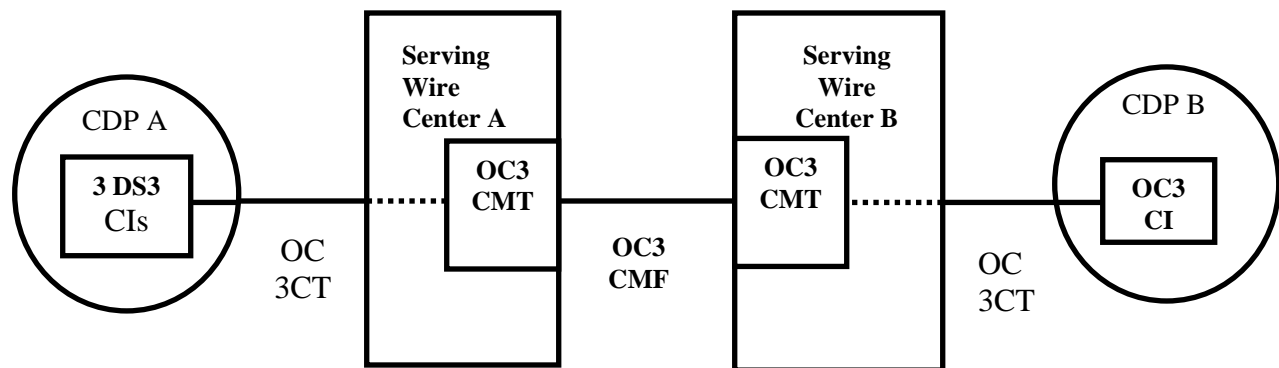 CDP A
3 DS3
CIs
OC
3CT
Serving
Wire
Center A
OC3
CMT
OC3
CMF
Serving
Wire
Center B
OC3
CMT
OC
3CT
CDP B
OC3
CI